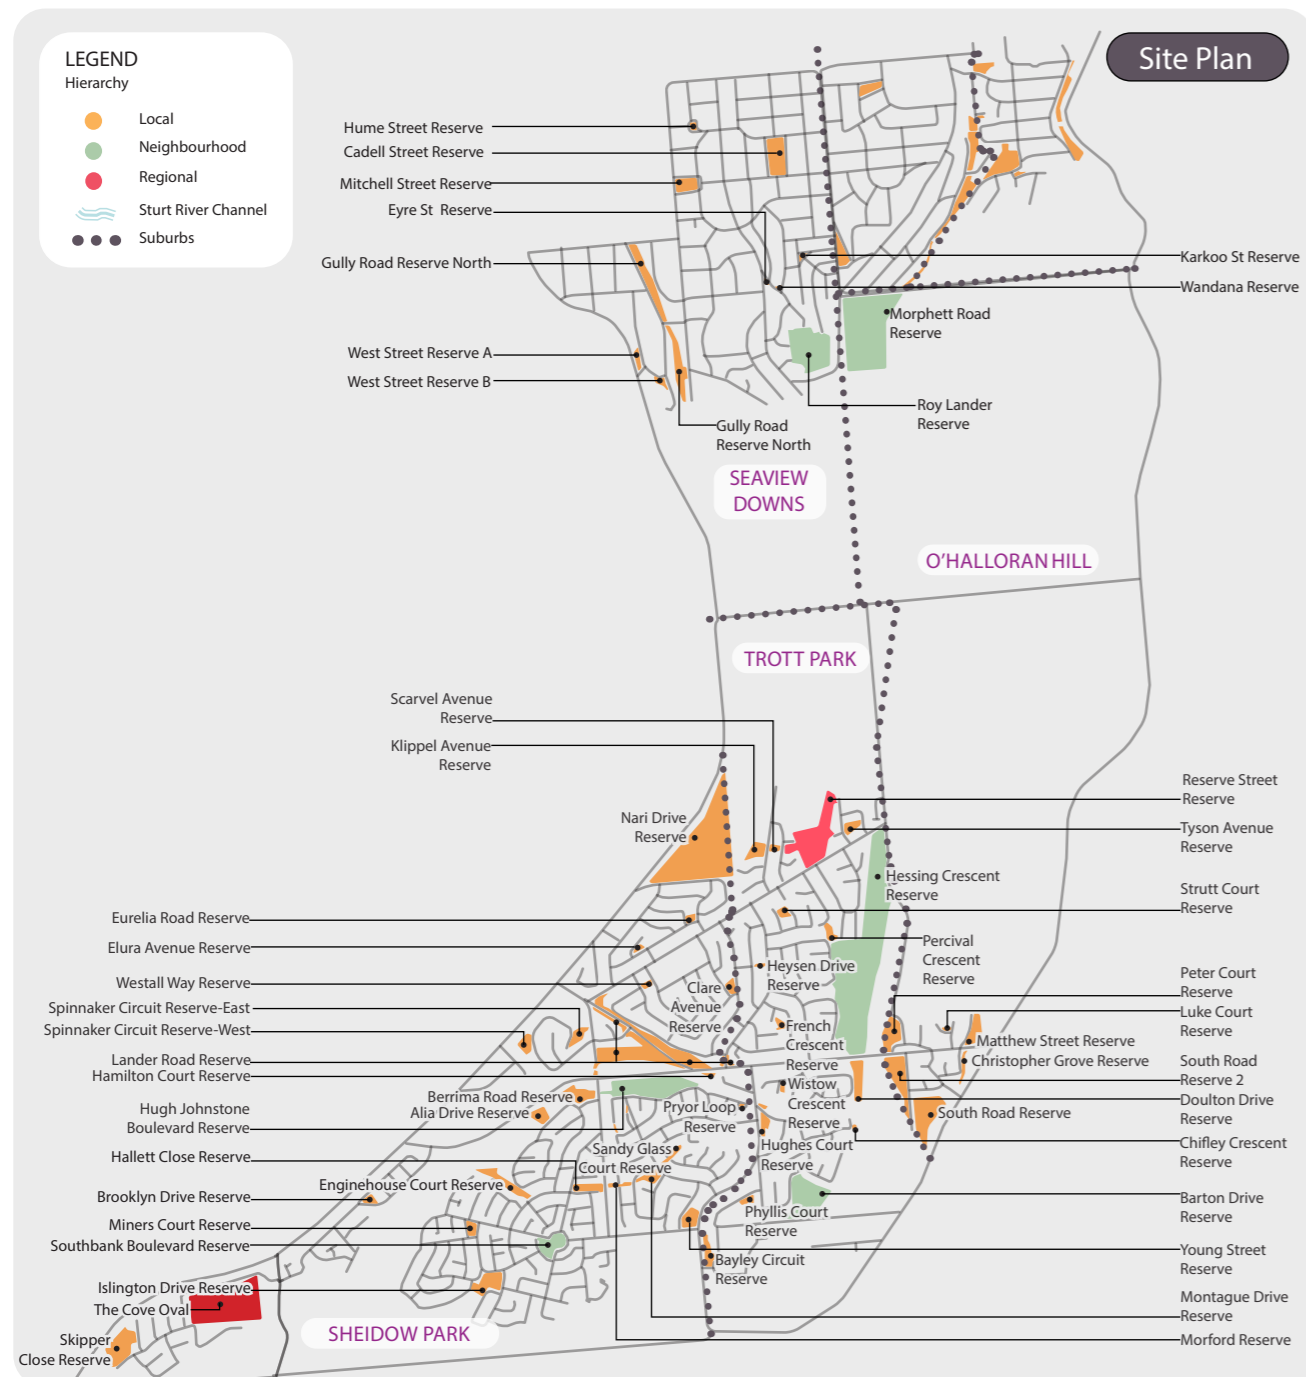 Site Plan
LEGEND
Hierarchy
Local
Neighbourhood
Regional
Sturt River Channel
Suburbs
Hume Street Reserve
Cadell Street Reserve
Mitchell Street Reserve
Eyre St Reserve
Gully Road Reserve North
West Street Reserve A
West Street Reserve B
Karkoo St Reserve
Wandana Reserve
Morphett Road
Reserve
Roy Lander
Reserve
Gully Road
Reserve North
SEAVIEW
DOWNS
O'HALLORAN HILL
TROTT PARK
Scarvel Avenue
Reserve
Klippel Avenue
Reserve
Nari Drive
Reserve
Reserve Street
Reserve
Tyson Avenue
Reserve
Hessing Crescent
Reserve
Strutt Court
Reserve
Percival
Crescent
Reserve
Eurelia Road Reserve
Elura Avenue Reserve
Westall Way Reserve
Spinnaker Circuit Reserve-East
Spinnaker Circuit Reserve-West
Lander Road Reserve
Hamilton Court Reserve
Heysen Drive
Reserve
Clare
Avenue
Reserve
French
Crescent
Reserve
Peter Court
Reserve
Luke Court
Reserve
Matthew Street Reserve
Christopher Grove Reserve
South Road
Reserve 2
Doulton Drive
Reserve
South Road Reserve
Chifley Crescent
Reserve
Berrima Road Reserve
Alia Drive Reserve
Hugh Johnstone
Boulevard Reserve
Hallett Close Reserve
Pryor Loop
Reserve
Wistow
Crescent
Reserve
Hughes Court
Reserve
Sandy Glass
Court Reserve
Enginehouse Court Reserve
Brooklyn Drive Reserve
Miners Court Reserve
Southbank Boulevard Reserve
Phyllis Court
Reserve
Barton Drive
Reserve
Young Street
Reserve
Bayley Circuit
Reserve
Islington Drive Reserve
The Cove Oval
Montague Drive
Reserve
Morford Reserve
Skipper
Close Reserve
SHEIDOW PARK